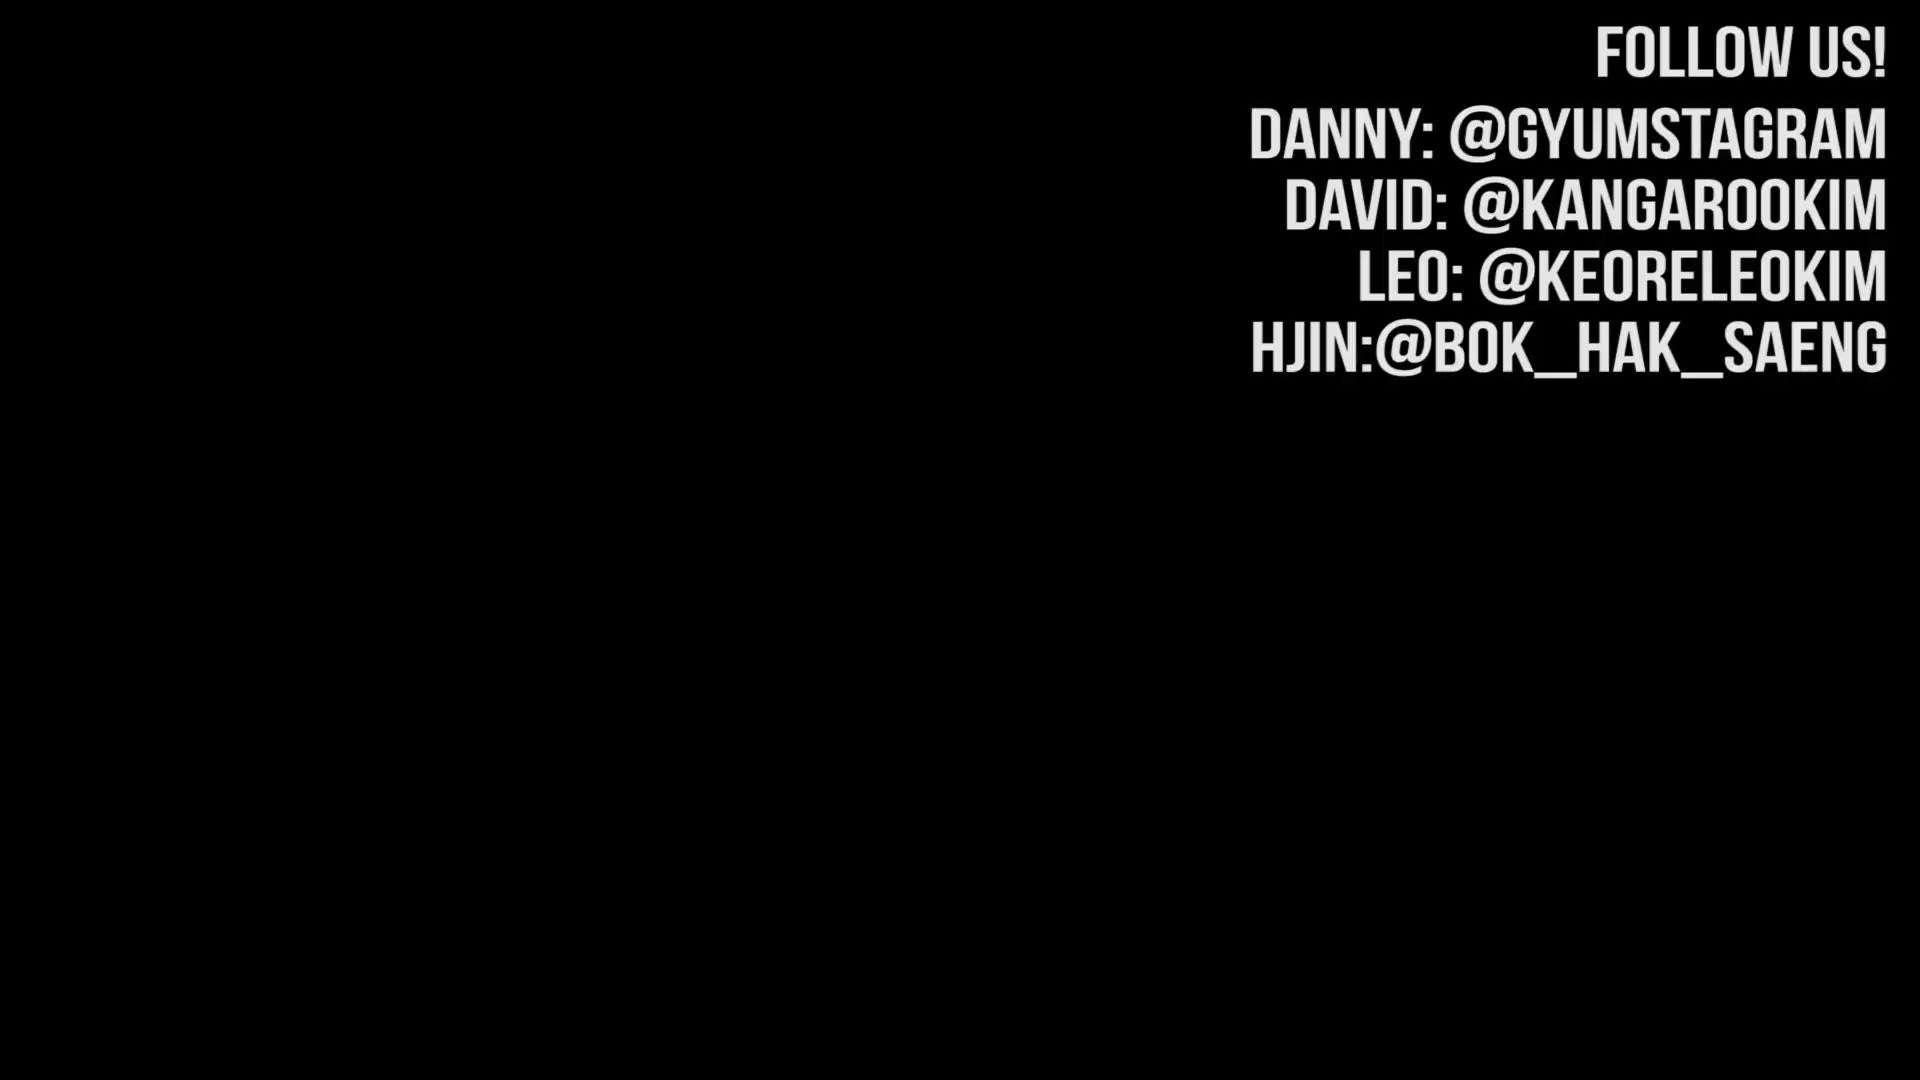 FOLLOW US!
DANNY: @GYUMSTAGRAM
DAVID: @KANGAROOKIM
LEO: @KEORELEOKIM
HJIN:@BOK_HAK_SAENG